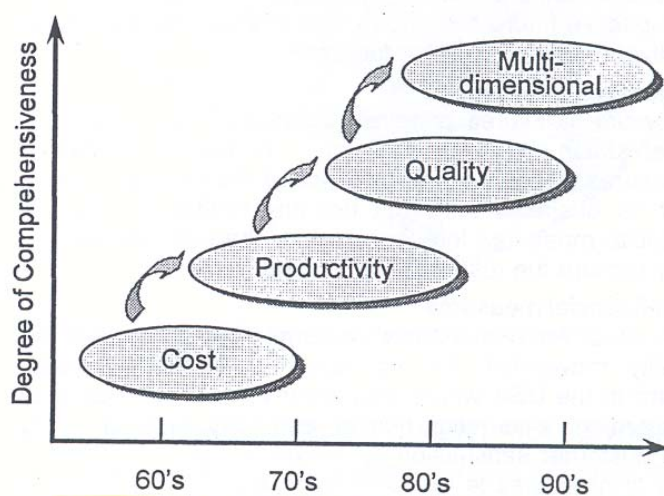 Degree of Comprehensiveness
Multi-
dimensional
Quality
Productivity
Cost
60's
70's
80's
90's